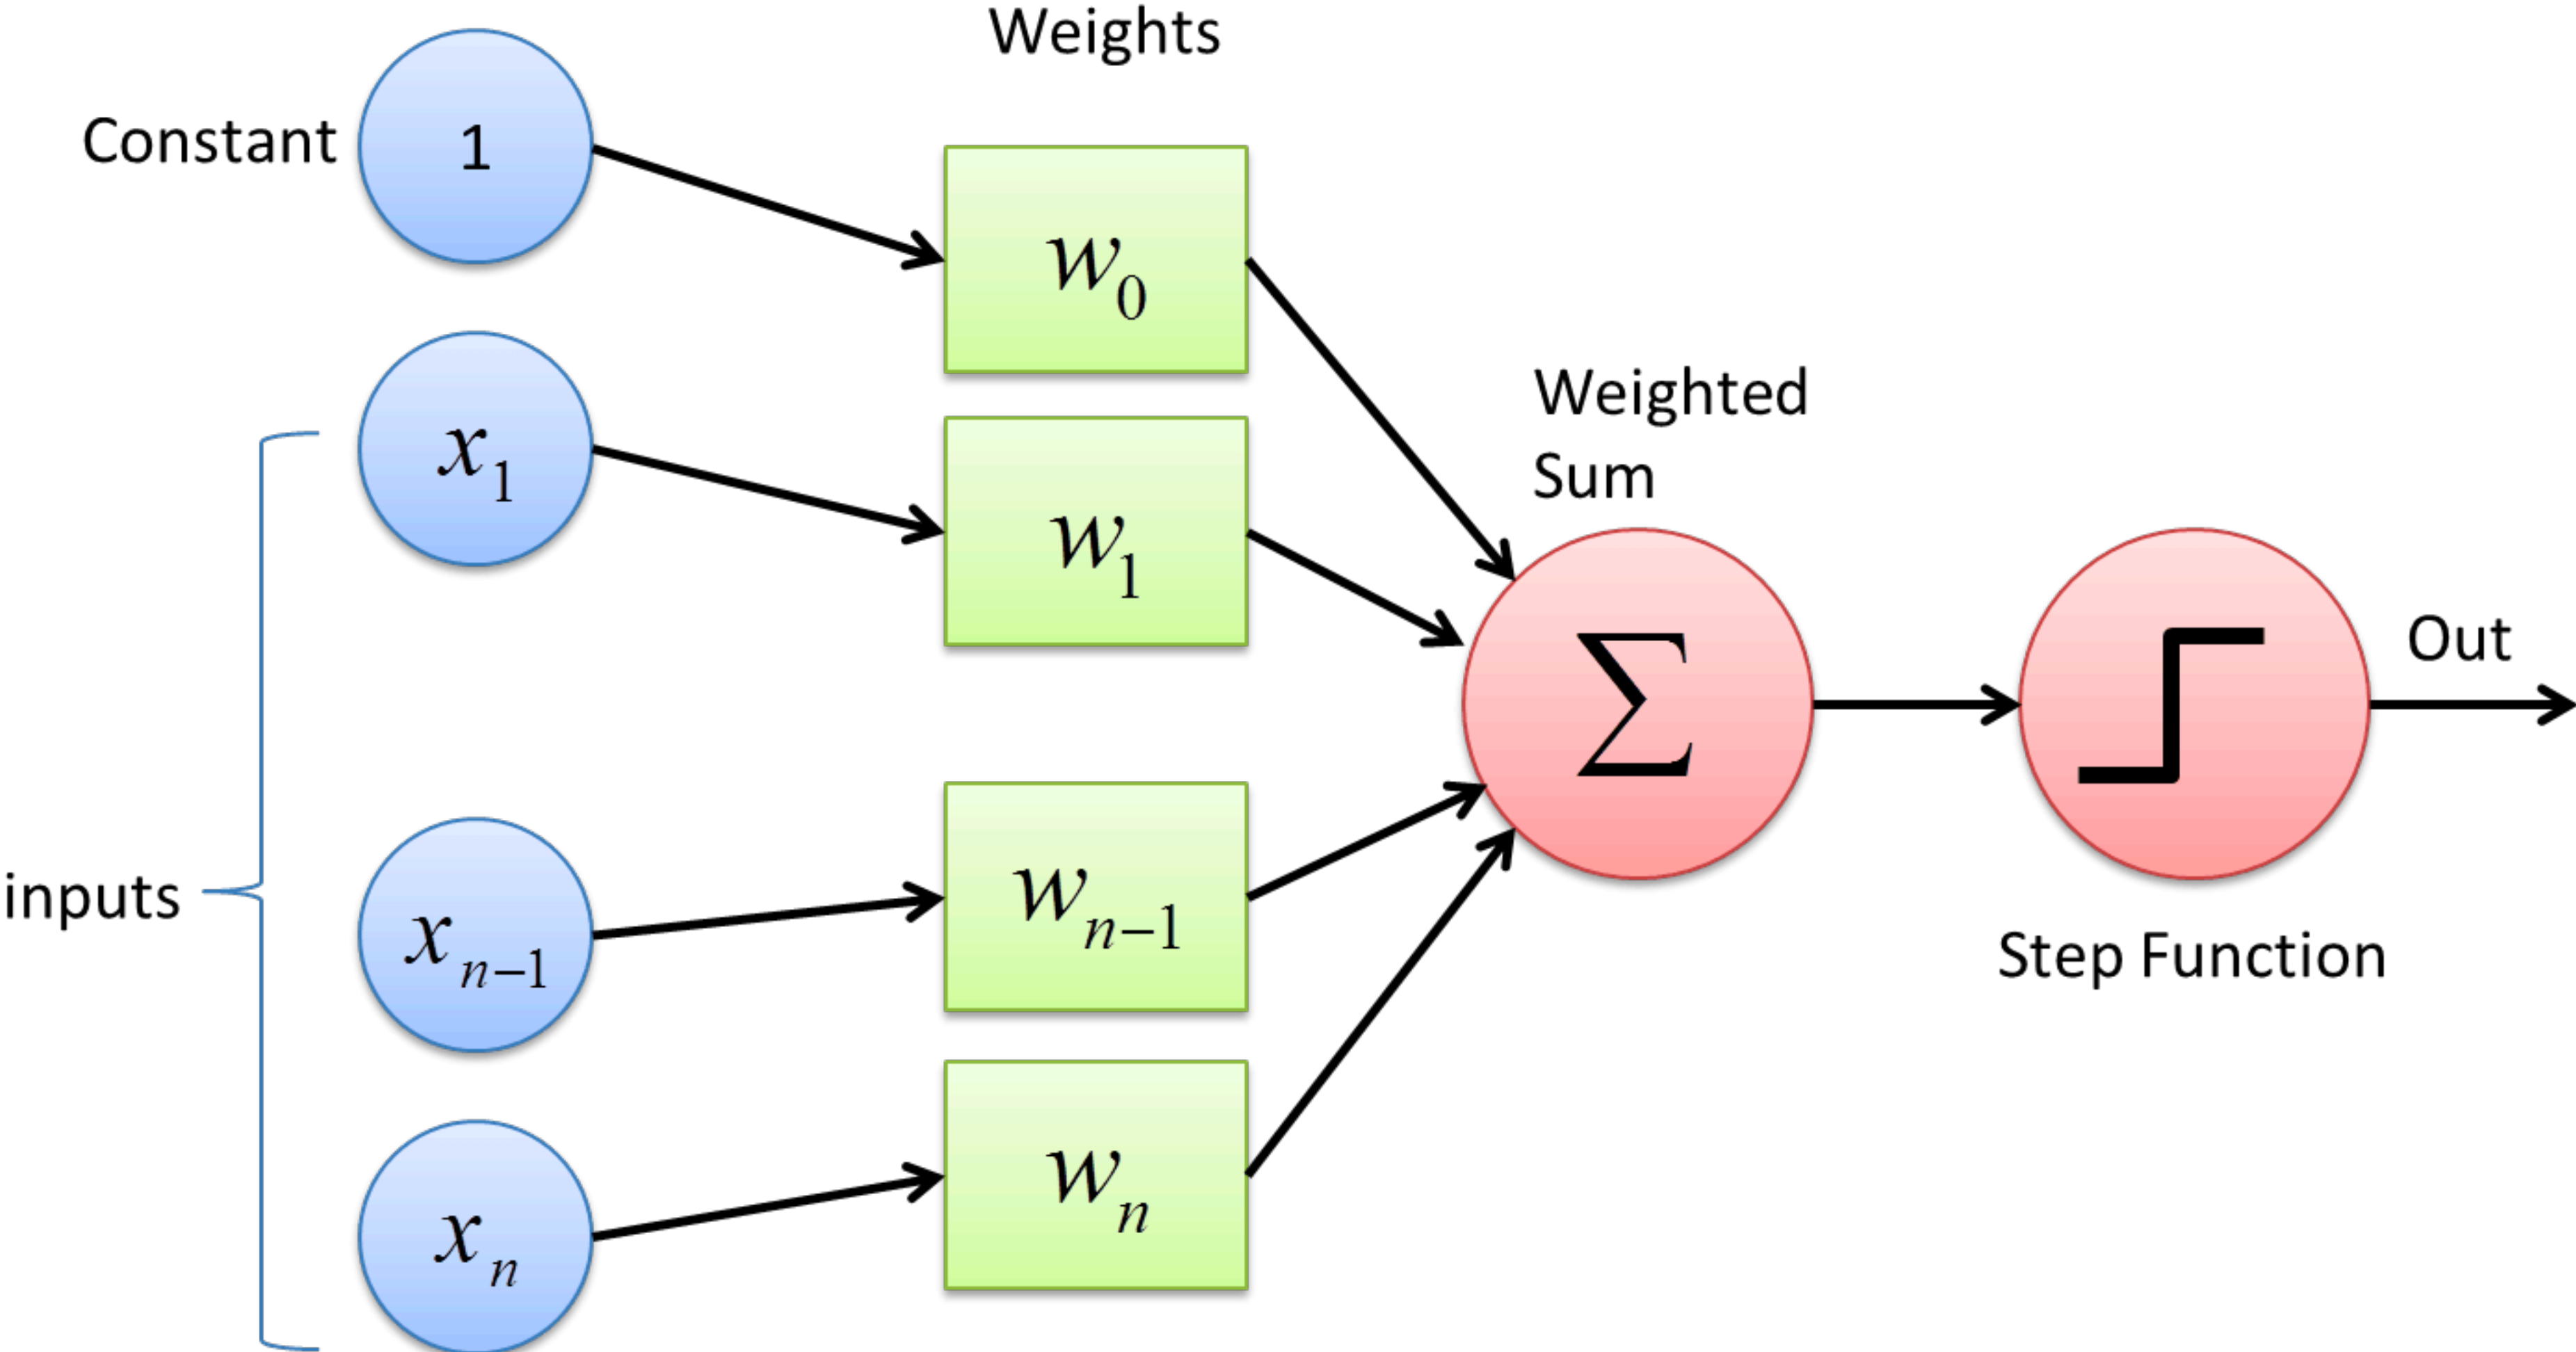 Weights
Constant
1
w0
x1
w1
Weighted
Sum
Σ
Out
inputs
xn−1
wn−1
Step Function
xn
wn